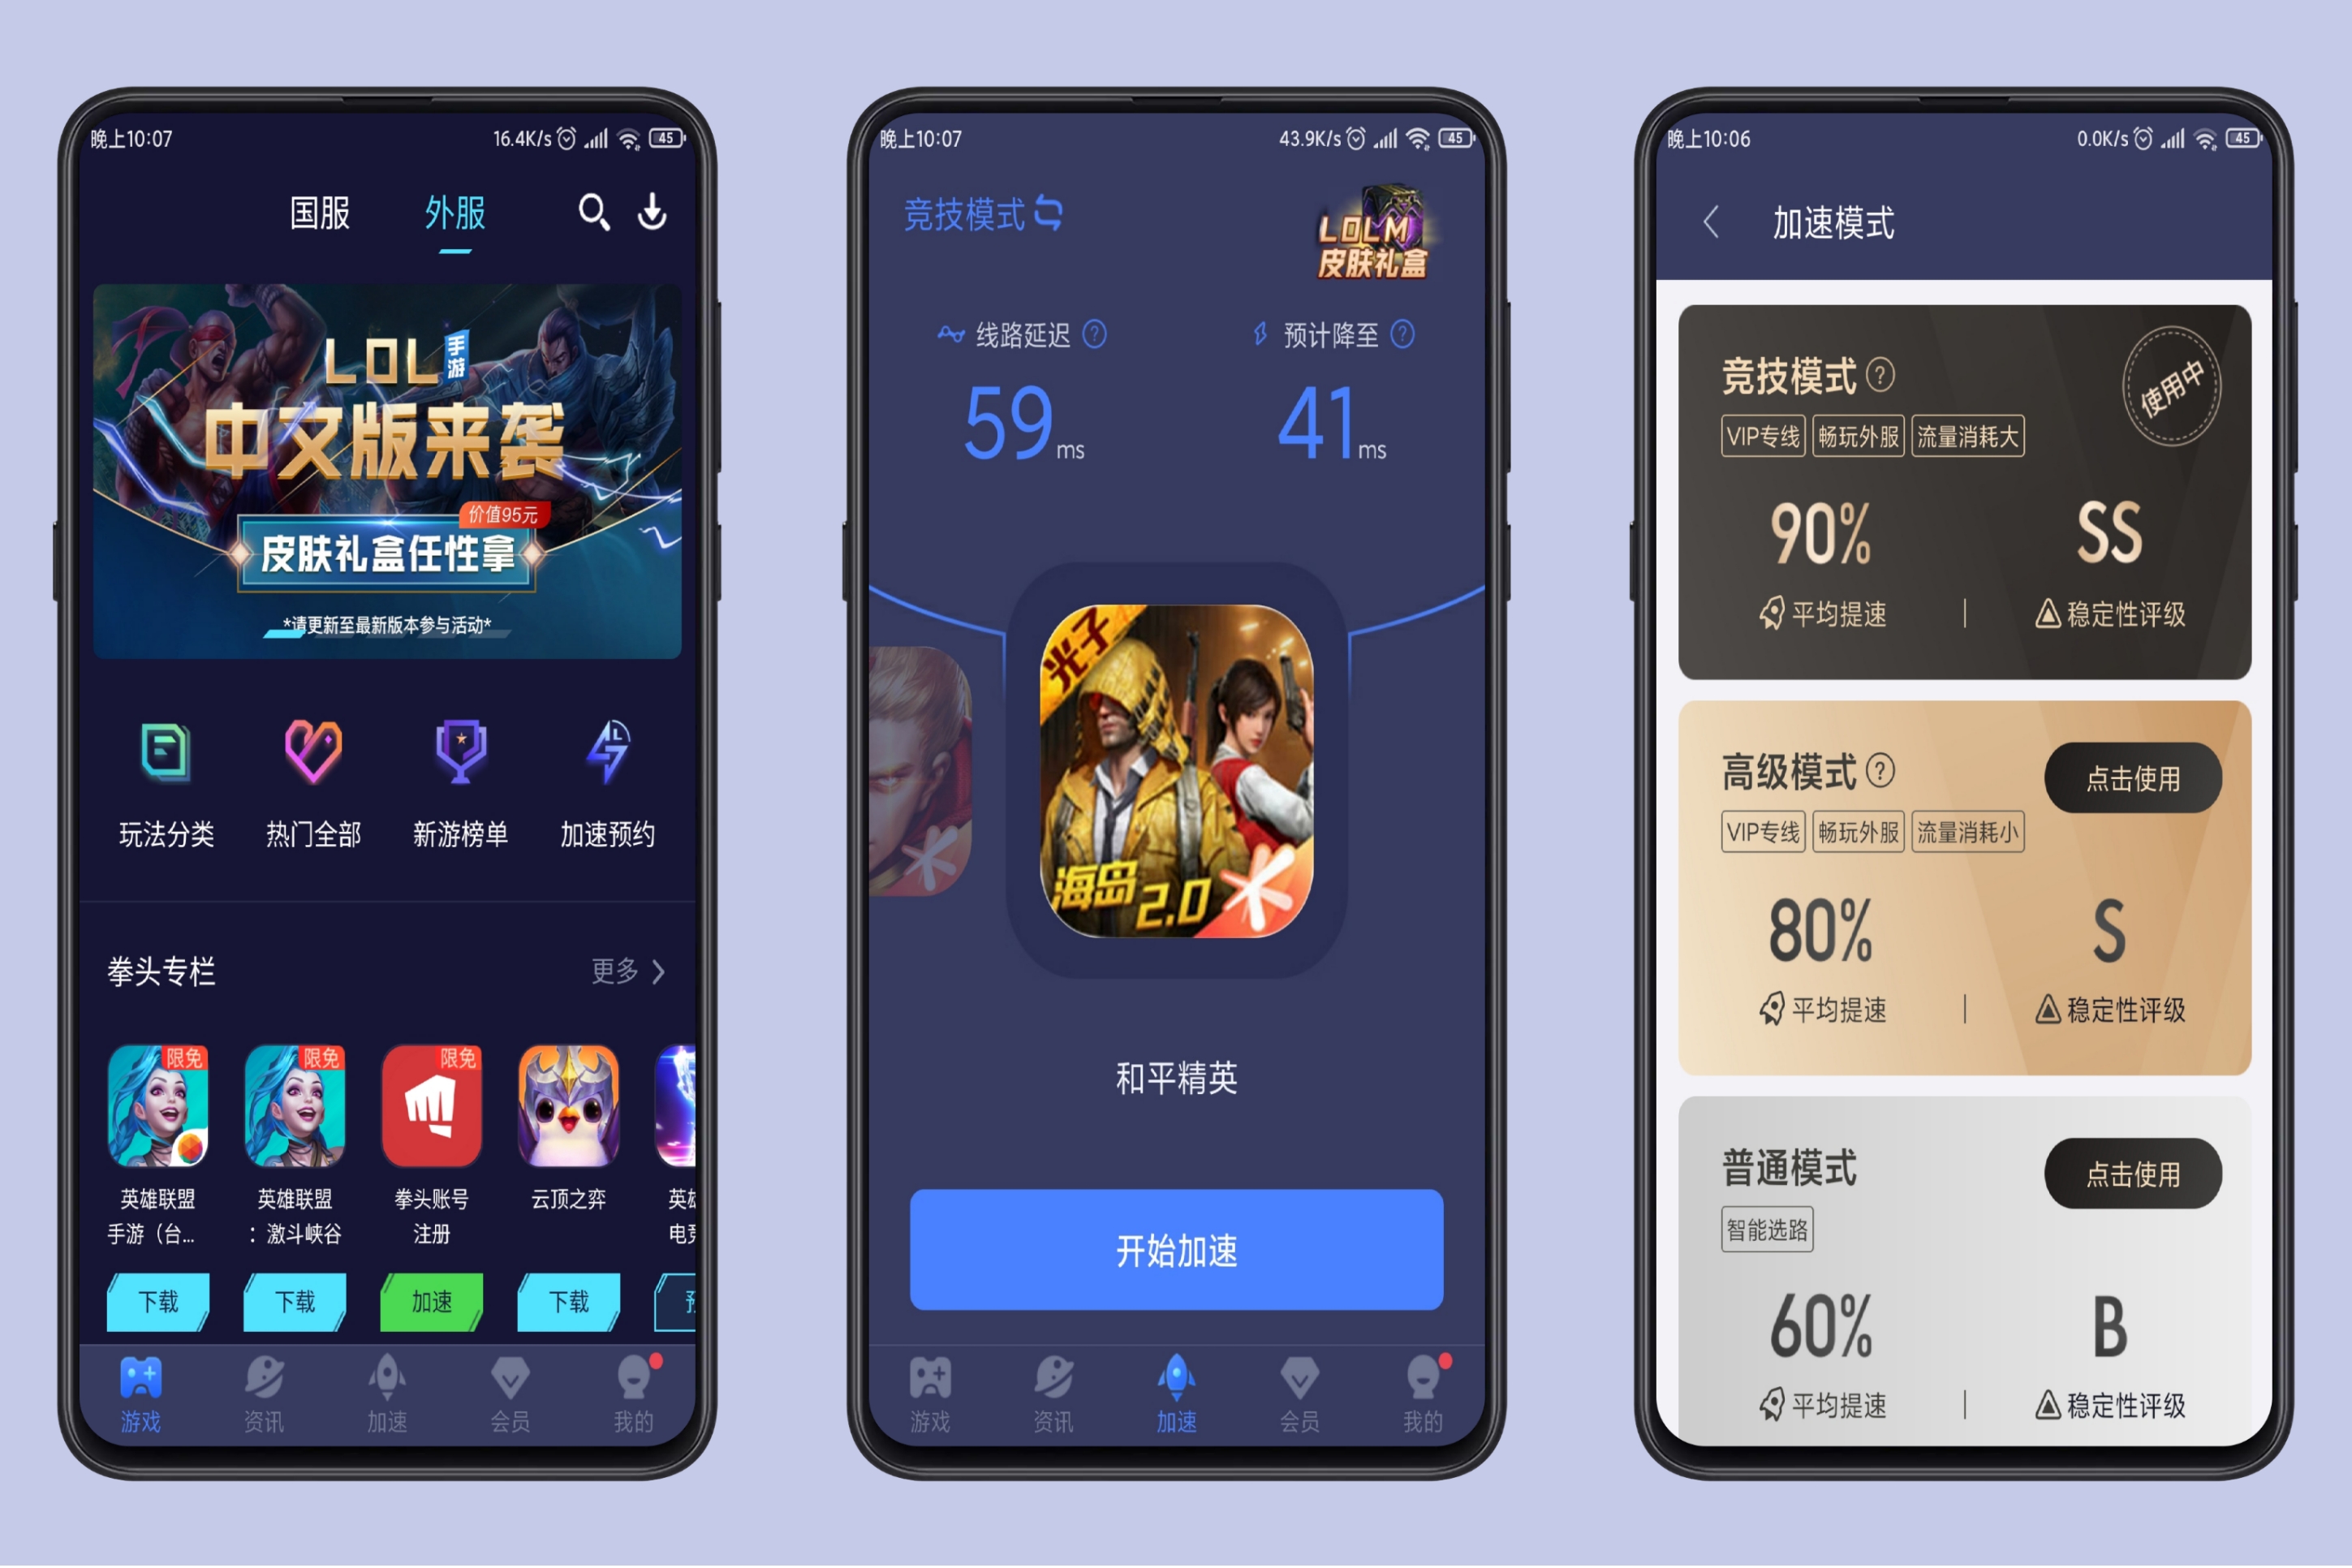 晚上10:07
16.4K/s
45
国服
外服
LOL手游
中文版来袭
价值95元
皮肤礼盒任性拿
*请更新至最新版本参与活动*
玩法分类
热门全部
新游榜单
加速预约
拳头专栏
更多
限免
限免
限免
英雄联盟
手游（台...
英雄联盟
：激斗峡谷
拳头账号
注册
云顶之弈
下载
下载
加速
下载
游戏
资讯
加速
会员
我的
晚上10:07
43.9K/s
45
竞技模式
LOLM
皮肤礼盒
线路延迟
?
预计降至
?
59ms
41ms
光子
海岛2.0
和平精英
开始加速
游戏
资讯
加速
会员
我的
晚上10:06
0.0K/s
45
加速模式
竞技模式
?
使用中
VIP专线
畅玩外服
流量消耗大
90%
SS
平均提速
稳定性评级
高级模式
?
点击使用
VIP专线
畅玩外服
流量消耗小
80%
S
平均提速
稳定性评级
普通模式
点击使用
智能选路
60%
B
平均提速
稳定性评级